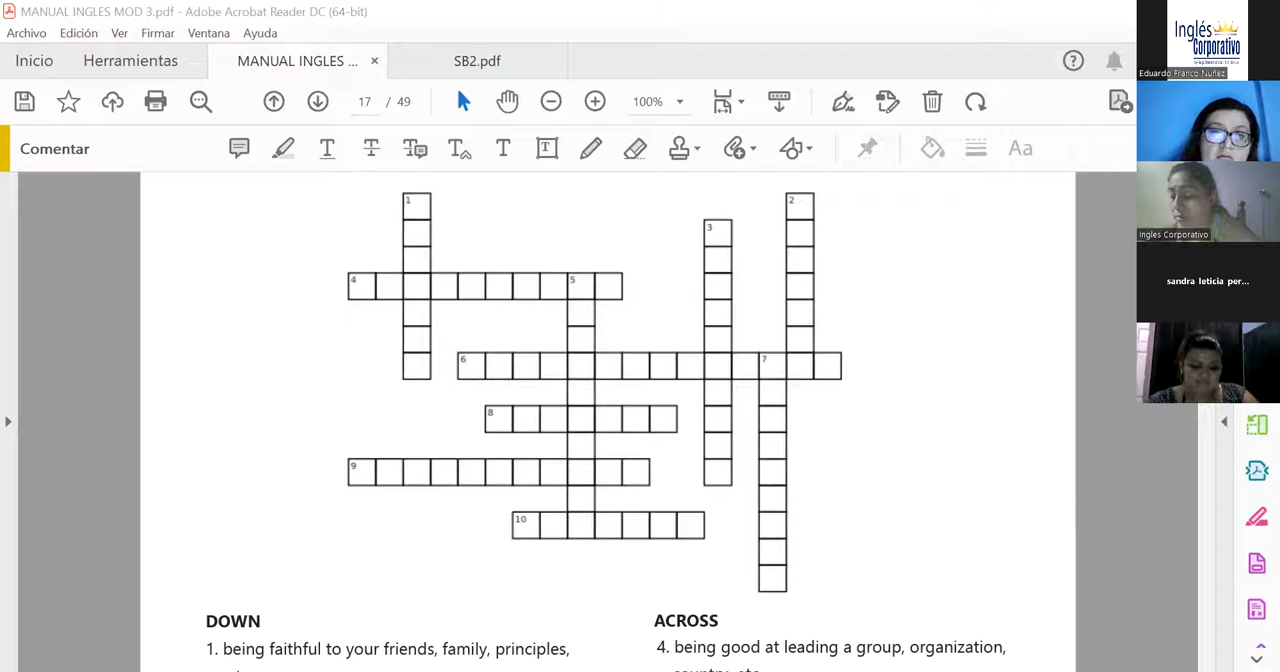 MANUAL INGLES MOD 3.pdf - Adobe Acrobat Reader DC (64-bit)
Archivo Edición Ver Firmar Ventana Ayuda
Inicio Herramientas MANUAL INGLES ... × SB2.pdf
17 / 49 100%
Comentar Aa
1
2
3
4 5
6 7
8
9
10
DOWN
1. being faithful to your friends, family, principles,
ACROSS
4. being good at leading a group, organization,
country, etc.
Inglés
Corporativo
Eduardo Franco Nuñez
Ingles Corporativo
sandra leticia per...